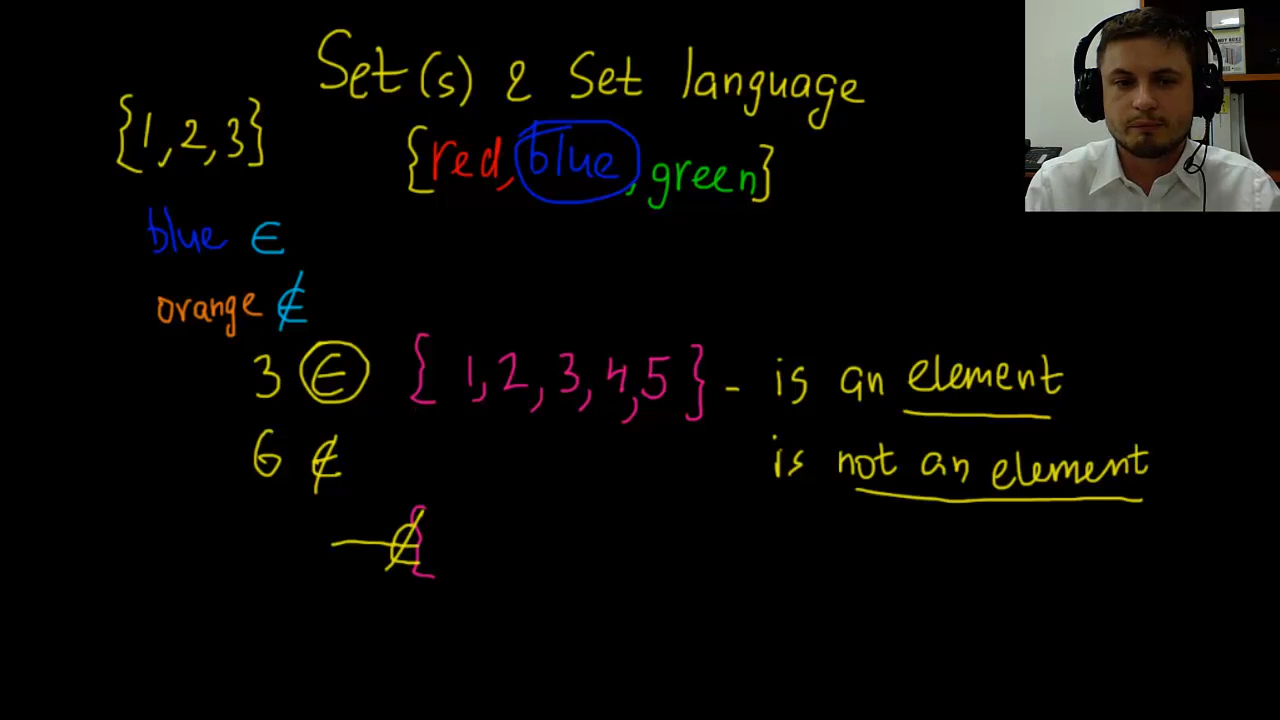 Set(s) & Set language
{1, 2, 3}
{red, blue, green}
blue ∈
orange ∉
3 ∈ { 1, 2, 3, 4, 5 } - is an element
6 ∉ is not an element
— ∉ {